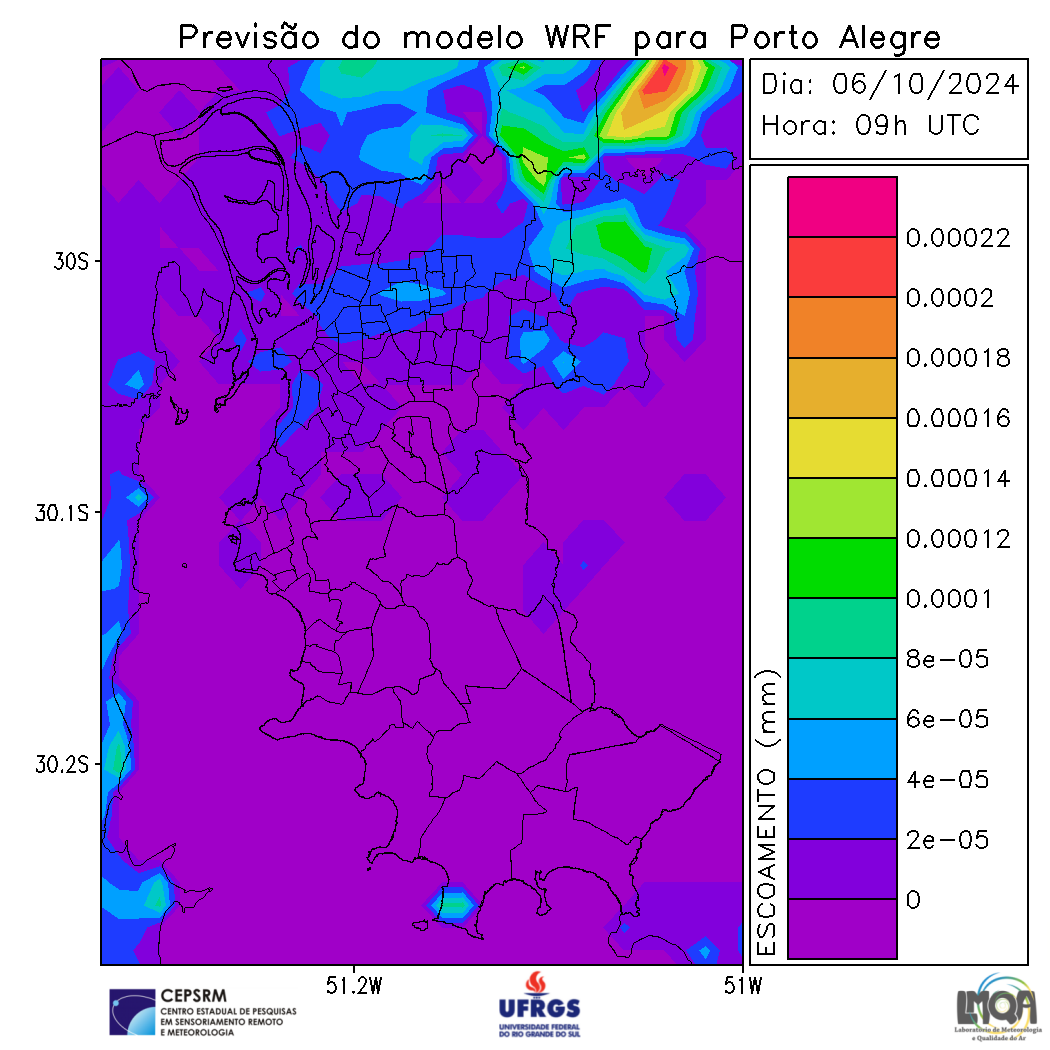 Previsão do modelo WRF para Porto Alegre
Dia: 06/10/2024
Hora: 09h UTC
30S
30.1S
30.2S
51.2W
51W
ESCOAMENTO (mm)
0.00022
0.0002
0.00018
0.00016
0.00014
0.00012
0.0001
8e-05
6e-05
4e-05
2e-05
0
CEPSRM
CENTRO ESTADUAL DE PESQUISAS
EM SENSORIAMENTO REMOTO
E METEOROLOGIA
UFRGS
UNIVERSIDADE FEDERAL
DO RIO GRANDE DO SUL
LMQA
Laboratório de Meteorologia
e Qualidade do Ar